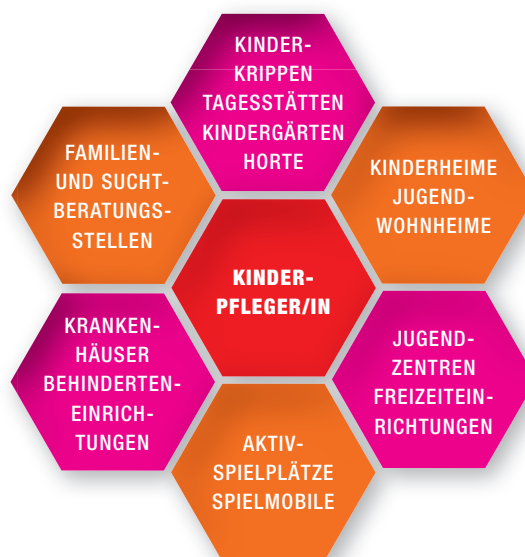 KINDER-
KRIPPEN
TAGESSTÄTTEN
KINDERGÄRTEN
HORTE
FAMILIEN-
UND SUCHT-
BERATUNGS-
STELLEN
KINDERHEIME
JUGEND-
WOHNHEIME
KINDER-
PFLEGER/IN
KRANKEN-
HÄUSER
BEHINDERTEN-
EINRICH-
TUNGEN
JUGEND-
ZENTREN
FREIZEITEIN-
RICHTUNGEN
AKTIV-
SPIELPLÄTZE
SPIELMOBILE